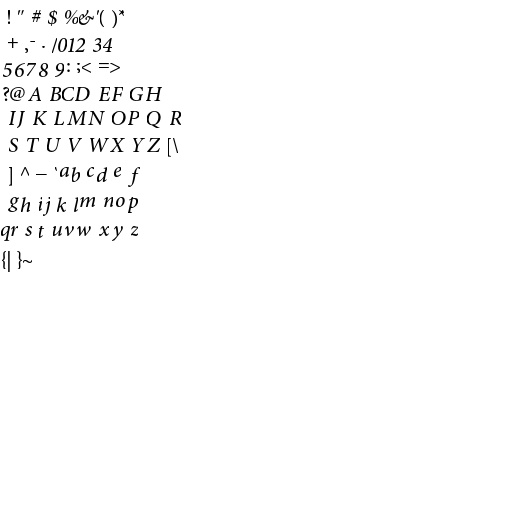 ! " # $ %&'( )*
+ ,- . /012 34
5678 9: ;< =>
?@ A BCD EF GH
IJ K LMN OP Q R
S T U V WX YZ [\
] ^ _ `ab cd e f
gh ij k lm nop
qr s t uvw xy z
{| }~